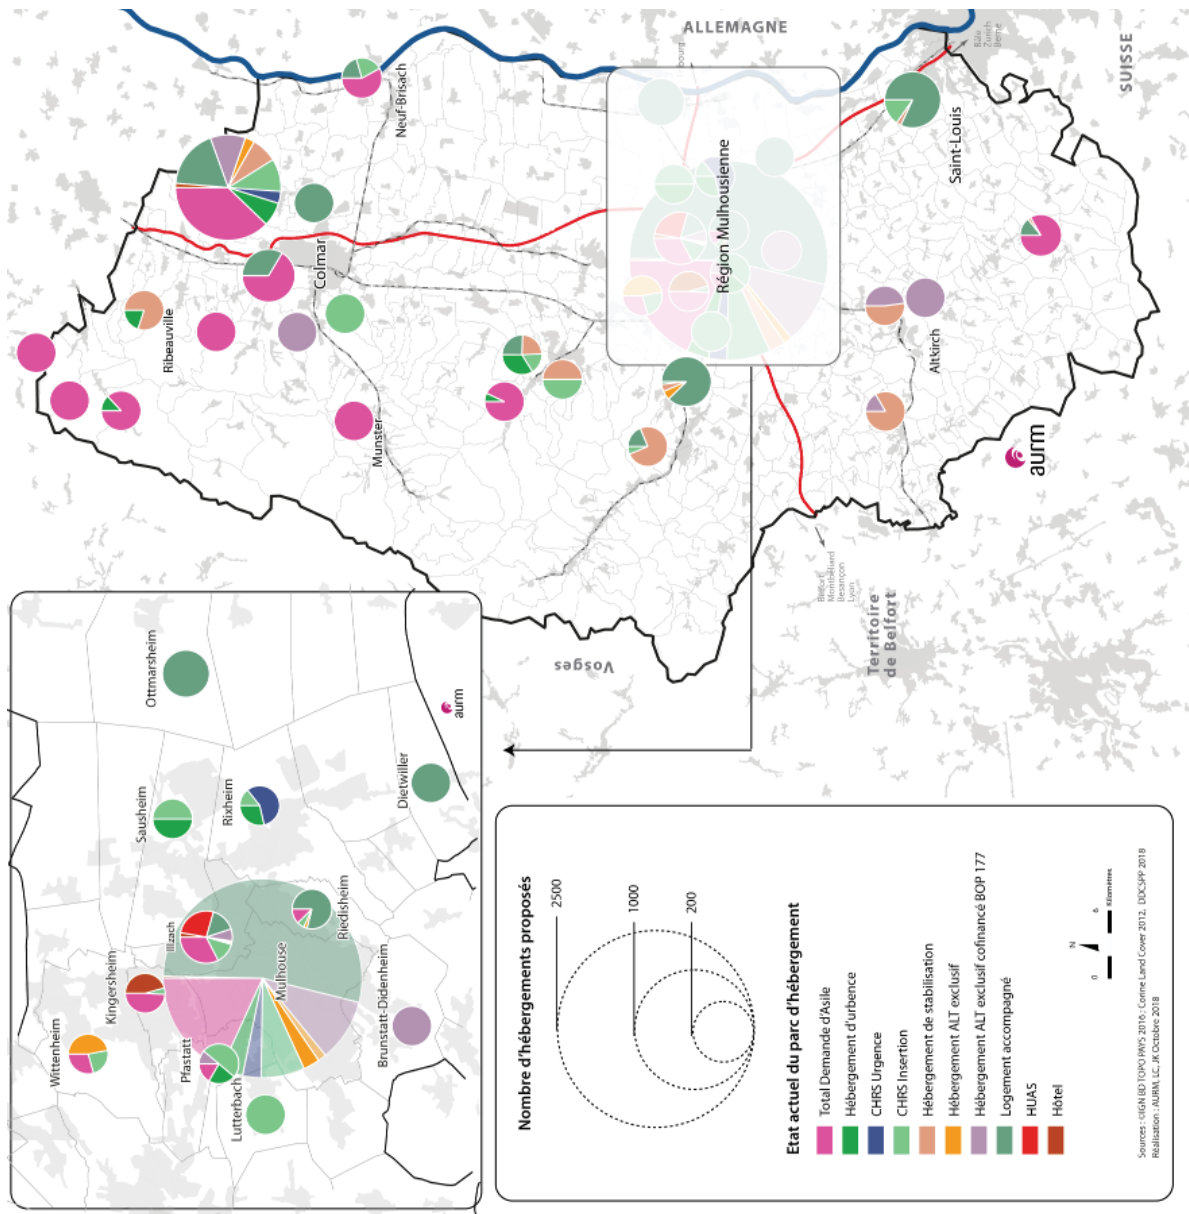 ALLEMAGNE
SUISSE
Bâle
Zurich
Berne
Neuf-Brisach
Colmar
Ribeauville
Munster
Région Mulhousienne
Saint-Louis
Altkirch
aurm
Belfort
Montbéliard
Besançon
Lyon
Territoire
de Belfort
Vosges
Ottmarsheim
Sausheim
Rixheim
Dietwiller
aurm
Illzach
Riedisheim
Kingersheim
Mulhouse
Wittenheim
Pfastatt
Lutterbach
Brunstatt-Didenheim
Nombre d'hébergements proposés
2500
1000
200
Etat actuel du parc d'hébergement
Total Demande d'Asile
Hébergement d'urbence
CHRS Urgence
CHRS Insertion
Hébergement de stabilisation
Hébergement ALT exclusif
Hébergement ALT exclusif cofinancé BOP 177
Logement accompagné
HUAS
Hôtel
N
0
6
Kilomètres
Sources : ©IGN BD TOPO PAYS 2016 ; Corine Land Cover 2012, DDCSPP 2018
Réalisation : AURM, LC, JK Octobre 2018